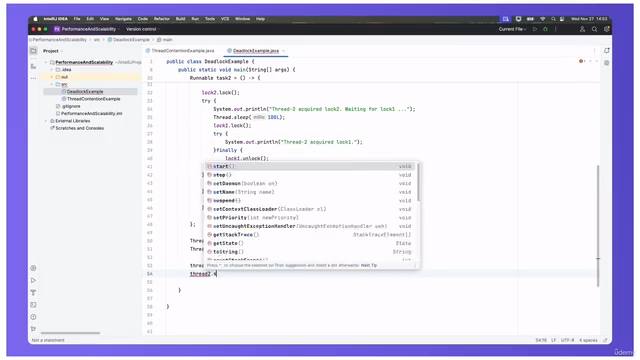 IntelliJ IDEA File Edit View Navigate Code Refactor Build Run Tools VCS Window Help
Wed Nov 27 14:53
PerformanceAndScalability Version control
Current File
PerformanceAndScalability src DeadlockExample main
Project
ThreadContentionExample.java DeadlockExample.java
PerformanceAndScalability
.idea
out
src
DeadlockExample
ThreadContentionExample
.gitignore
PerformanceAndScalability.iml
External Libraries
Scratches and Consoles
public class DeadlockExample {
public static void main(String[] args) {
Runnable task2 = () -> {
lock2.lock();
try {
System.out.println("Thread-2 acquired lock2. Waiting for lock1 ...");
Thread.sleep( 100L);
lock2.lock();
try {
System.out.println("Thread-2 acquired lock1.");
}finally {
lock1.unlock();
start() void
stop() void
setDaemon(boolean on) void
setName(String name) void
suspend() void
setContextClassLoader(ClassLoader cl) void
setPriority(int newPriority) void
setUncaughtExceptionHandler(UncaughtExceptionHandler ueh) void
getStackTrace() StackTraceElement[]
getState() State
toString() String
Next Tip
};
thread2.s
}
}
Not a statement
54:18 LF UTF-8 4 spaces
udemy